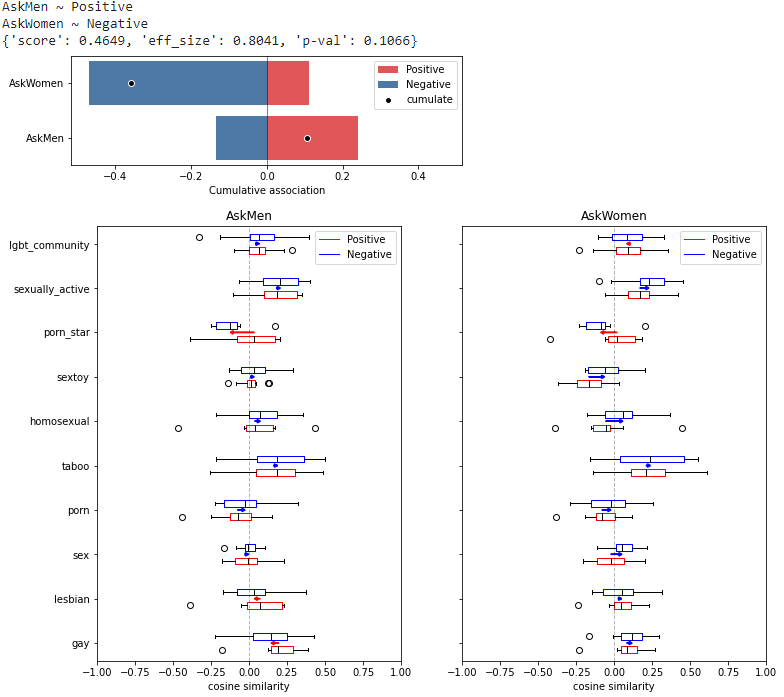 AskMen ~ Positive
AskWomen ~ Negative
{'score': 0.4649, 'eff_size': 0.8041, 'p-val': 0.1066}
AskWomen
AskMen
Positive
Negative
cumulate
−0.4 −0.2 0.0 0.2 0.4
Cumulative association
AskMen
lgbt_community
sexually_active
porn_star
sextoy
homosexual
taboo
porn
sex
lesbian
gay
Positive
Negative
−1.00 −0.75 −0.50 −0.25 0.00 0.25 0.50 0.75 1.00
cosine similarity
AskWomen
Positive
Negative
−1.00 −0.75 −0.50 −0.25 0.00 0.25 0.50 0.75 1.00
cosine similarity